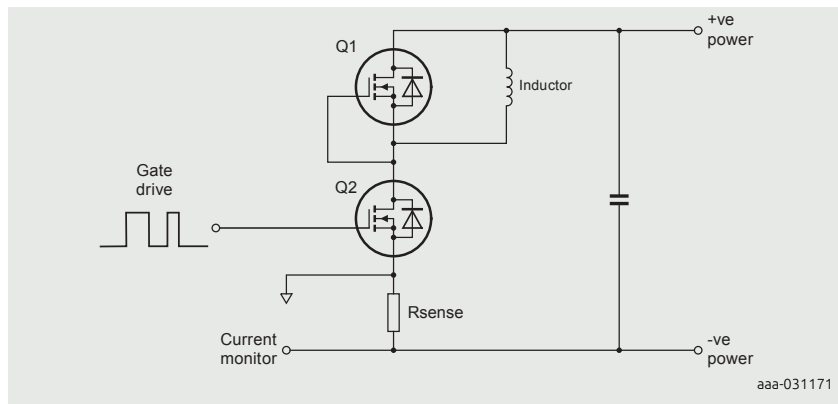 +ve
power
Q1
Inductor
Gate
drive
Q2
Rsense
Current
monitor
-ve
power
aaa-031171